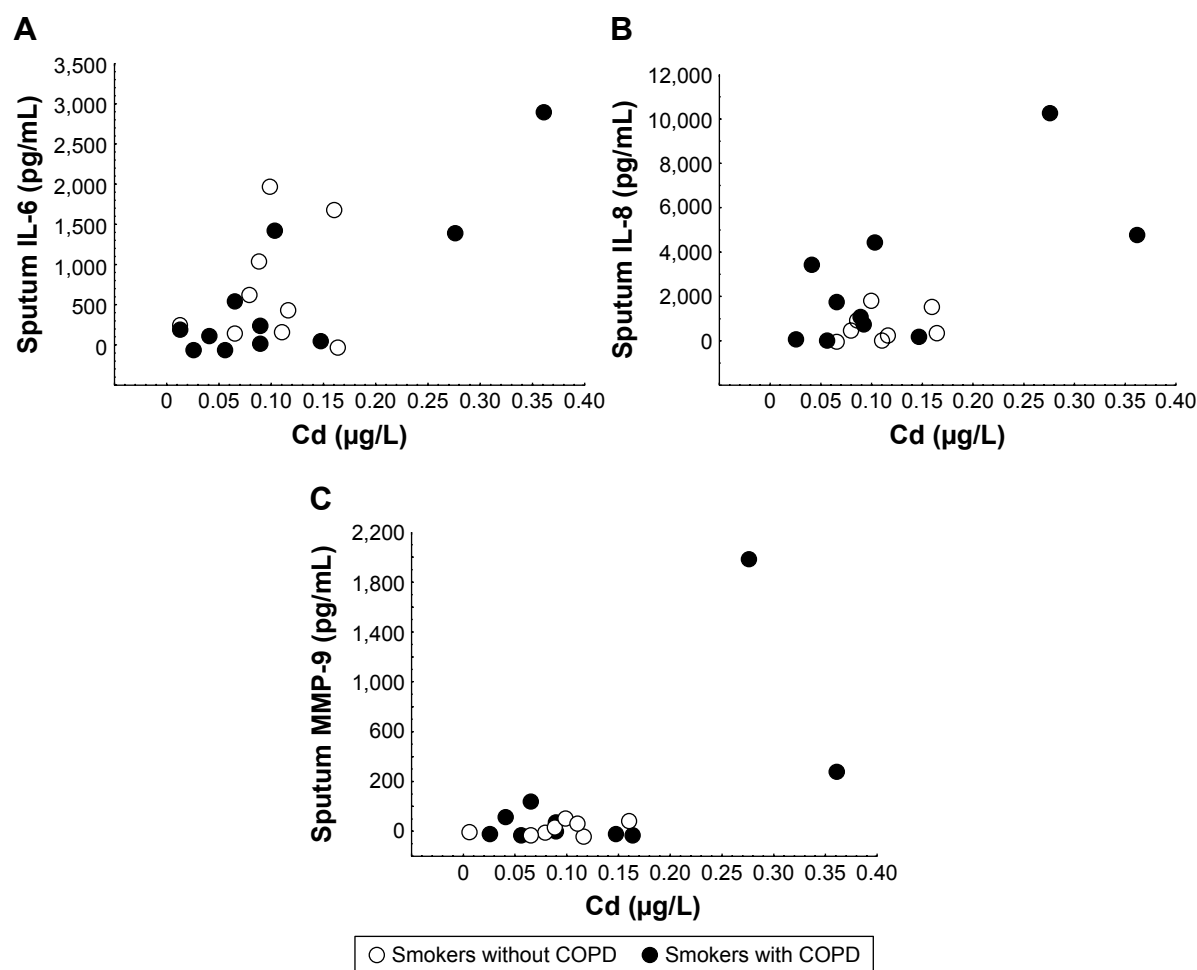 A
Sputum IL-6 (pg/mL)
3,500
3,000
2,500
2,000
1,500
1,000
500
0
0 0.05 0.10 0.15 0.20 0.25 0.30 0.35 0.40
Cd (µg/L)
B
Sputum IL-8 (pg/mL)
12,000
10,000
8,000
6,000
4,000
2,000
0
0 0.05 0.10 0.15 0.20 0.25 0.30 0.35 0.40
Cd (µg/L)
C
Sputum MMP-9 (pg/mL)
2,200
1,800
1,400
1,000
600
200
0
0 0.05 0.10 0.15 0.20 0.25 0.30 0.35 0.40
Cd (µg/L)
Smokers without COPD Smokers with COPD